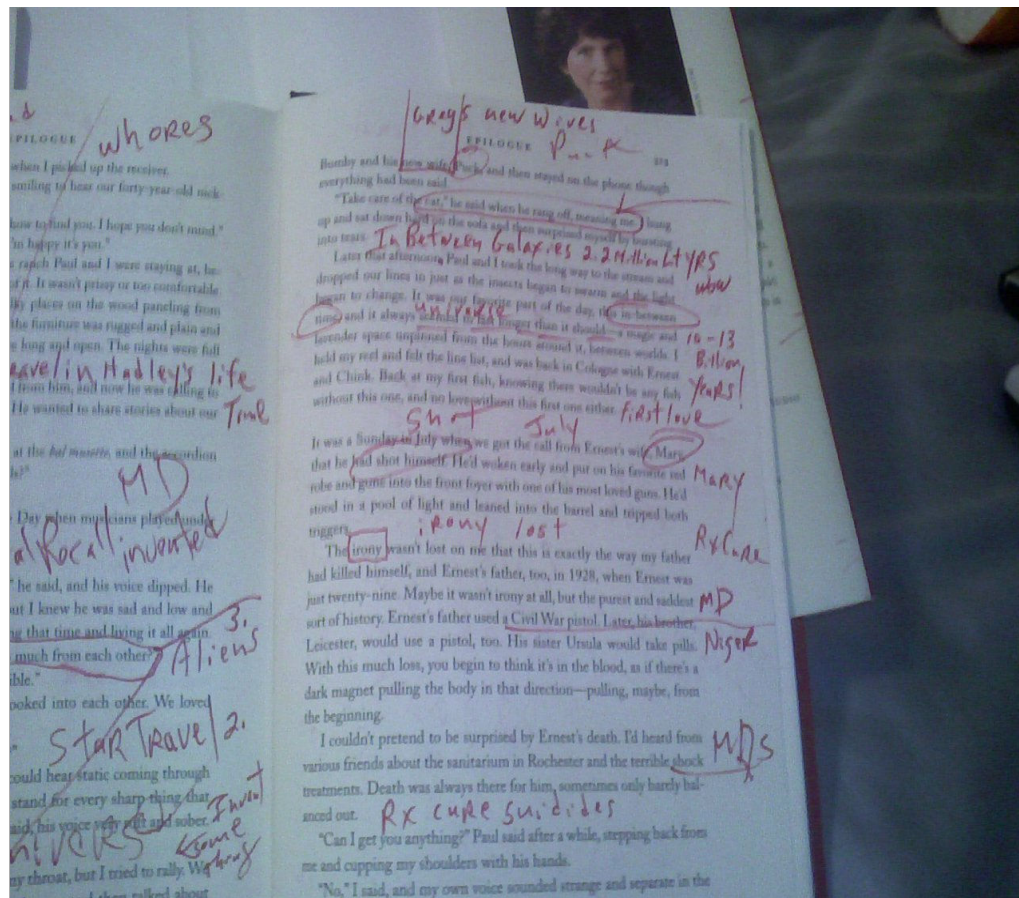 EPILOGUE
whores
when I picked up the receiver.
smiling to hear our forty-year-old nick
how to find you. I hope you don't mind."
I'm happy it's you."
ranch Paul and I were staying at, he
of it. It wasn't prissy or too comfortable
places on the wood paneling from
the furniture was rugged and plain and
long and open. The nights were full
in Hadley's life
from him, and now he was calling to
Time
He wanted to share stories about our
at the bal musette, and the accordion
MD
Day when musicians played under
Recall invented
he said, and his voice dipped. He
but I knew he was sad and low and
3.
that time and living it all again.
much from each other?"
Aliens
ooked into each other. We loved
Star Travel 2.
could hear static coming through
stand for every sharp thing that
Invent
said, his voice very soft and sober.
some
thing
my throat, but I tried to rally. We
talked about
Grey's new wives
EPILOGUE
Puck
Bumby and his new wife, Puck, and then stayed on the phone though
everything had been said.
"Take care of the cat," he said when he rang off, meaning me. I hung
up and sat down hard on the sofa and then surprised myself by bursting
into tears.
In Between Galaxies 2.2 Million Lt yrs
Later that afternoon, Paul and I took the long way to the stream and
wow
dropped our lines in just as the insects began to swarm and the light
began to change. It was our favorite part of the day, this in-between
universe
time, and it always seemed to last longer than it should—a magic and
10-13
lavender space unpinned from the hours around it, between worlds. I
Billion
held my reel and felt the line list, and was back in Cologne with Ernest
and Chink. Back at my first fish, knowing there wouldn't be any fish
years!
without this one, and no love without this first one either.
first love
Shot July
It was a Sunday in July when we got the call from Ernest's wife, Mary,
that he had shot himself. He'd woken early and put on his favorite red
Mary
robe and gone into the front foyer with one of his most loved guns. He'd
stood in a pool of light and leaned into the barrel and tripped both
triggers.
irony lost
Rx Cure
The irony wasn't lost on me that this is exactly the way my father
had killed himself, and Ernest's father, too, in 1928, when Ernest was
just twenty-nine. Maybe it wasn't irony at all, but the purest and saddest
MD
sort of history. Ernest's father used a Civil War pistol. Later, his brother,
Leicester, would use a pistol, too. His sister Ursula would take pills.
Niger
With this much loss, you begin to think it's in the blood, as if there's a
dark magnet pulling the body in that direction—pulling, maybe, from
the beginning.
I couldn't pretend to be surprised by Ernest's death. I'd heard from
MDs
various friends about the sanitarium in Rochester and the terrible shock
treatments. Death was always there for him, sometimes only barely bal-
anced out.
Rx cure suidides
"Can I get you anything?" Paul said after a while, stepping back from
me and cupping my shoulders with his hands.
"No," I said, and my own voice sounded strange and separate in the